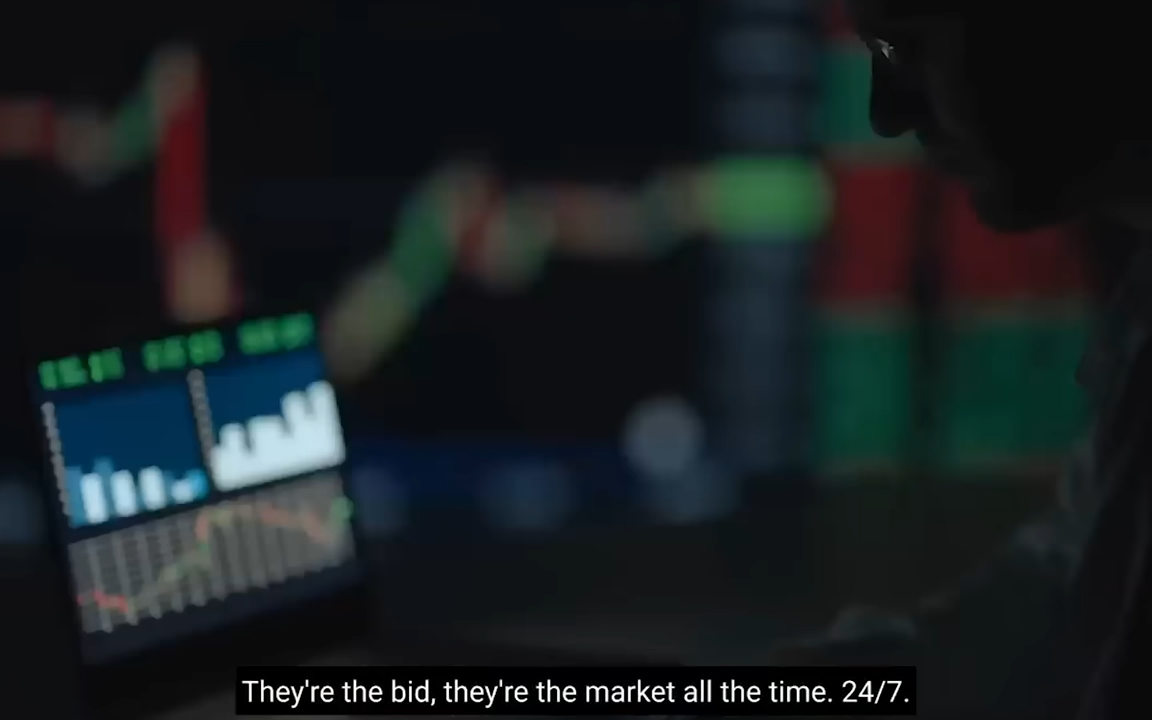 They're the bid, they're the market all the time. 24/7.